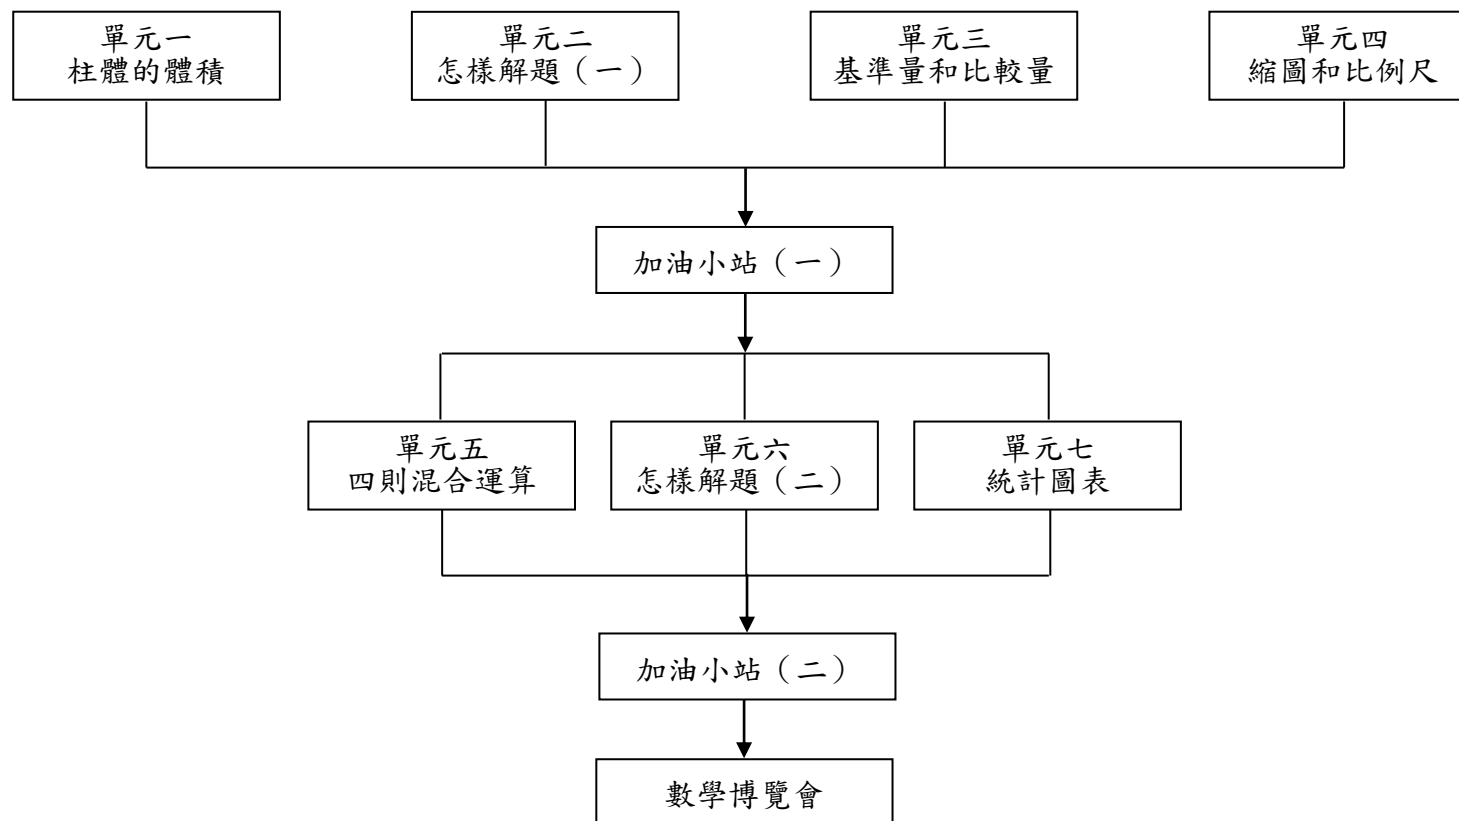 單元一
柱體的體積
單元二
怎樣解題（一）
單元三
基準量和比較量
單元四
縮圖和比例尺
加油小站（一）
單元五
四則混合運算
單元六
怎樣解題（二）
單元七
統計圖表
加油小站（二）
數學博覽會